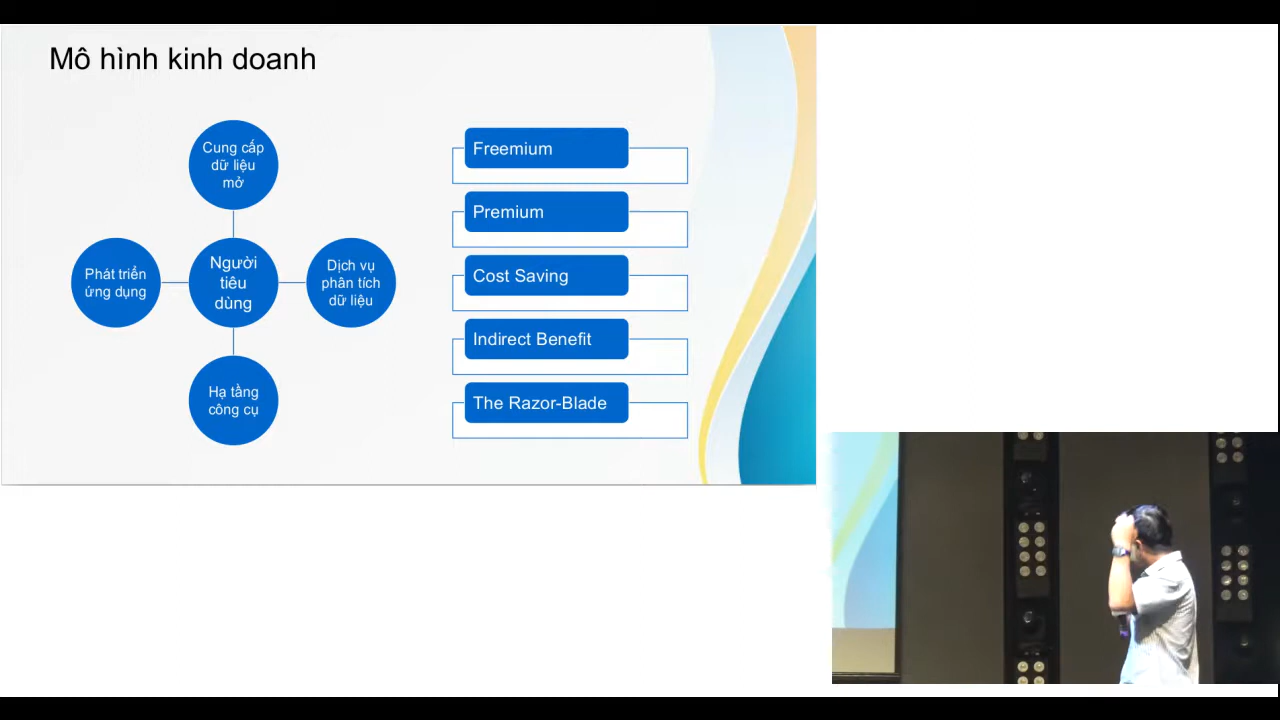 Mô hình kinh doanh
Cung cấp
dữ liệu
mở
Phát triển
ứng dụng
Người
tiêu
dùng
Dịch vụ
phân tích
dữ liệu
Hạ tầng
công cụ
Freemium
Premium
Cost Saving
Indirect Benefit
The Razor-Blade